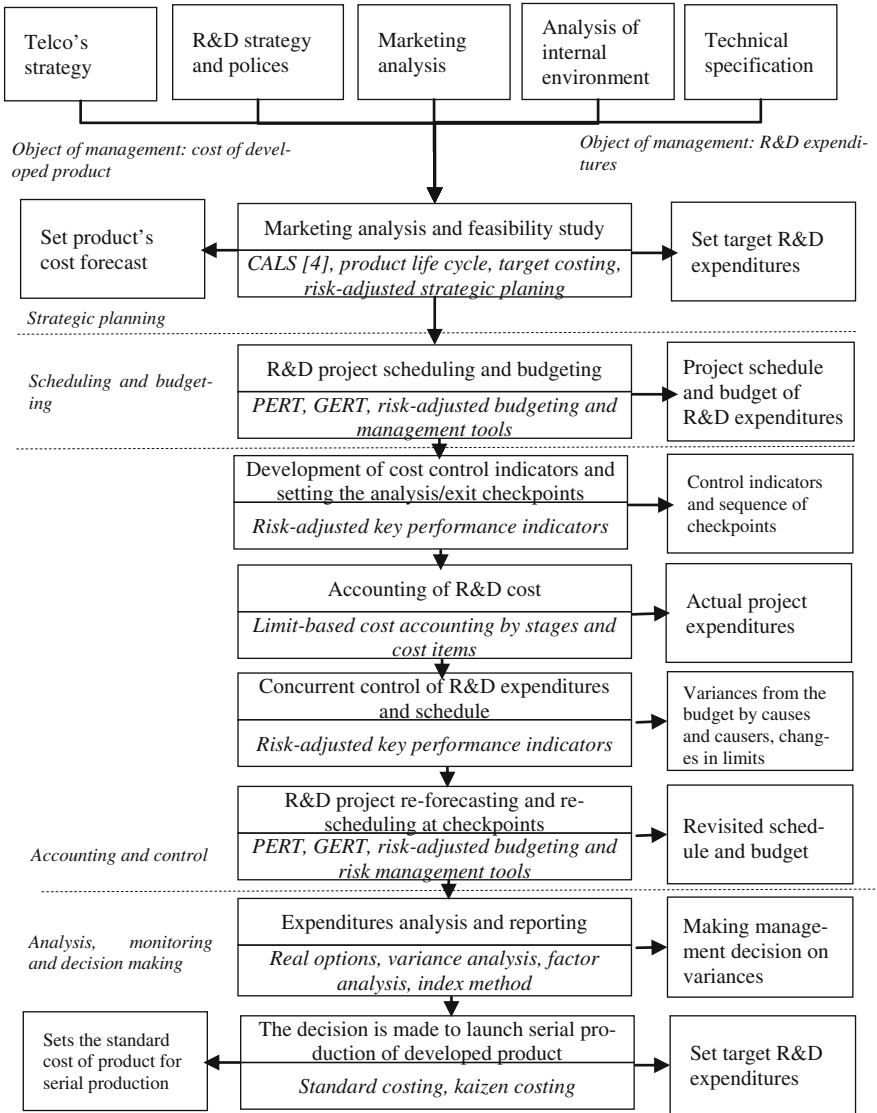 Telco's
strategy
R&D strategy
and polices
Marketing
analysis
Analysis of
internal
environment
Technical
specification
Object of management: cost of devel-
oped product
Object of management: R&D expendi-
tures
Set product's
cost forecast
Marketing analysis and feasibility study
CALS [4], product life cycle, target costing,
risk-adjusted strategic planing
Set target R&D
expenditures
Strategic planning
Scheduling and budget-
ing
R&D project scheduling and budgeting
PERT, GERT, risk-adjusted budgeting and
management tools
Project schedule
and budget of
R&D expenditures
Development of cost control indicators and
setting the analysis/exit checkpoints
Risk-adjusted key performance indicators
Control indicators
and sequence of
checkpoints
Accounting of R&D cost
Limit-based cost accounting by stages and
cost items
Actual project
expenditures
Concurrent control of R&D expenditures
and schedule
Risk-adjusted key performance indicators
Variances from the
budget by causes
and causers, chang-
es in limits
R&D project re-forecasting and re-
scheduling at checkpoints
PERT, GERT, risk-adjusted budgeting and
risk management tools
Revisited sched-
ule and budget
Accounting and control
Analysis, monitoring
and decision making
Expenditures analysis and reporting
Real options, variance analysis, factor
analysis, index method
Making manage-
ment decision on
variances
Sets the standard
cost of product for
serial production
The decision is made to launch serial pro-
duction of developed product
Standard costing, kaizen costing
Set target R&D
expenditures